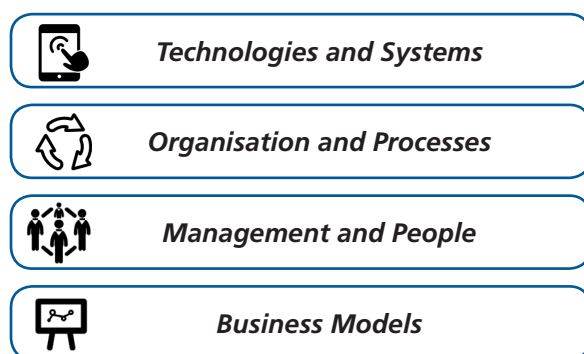 Technologies and Systems
Organisation and Processes
Management and People
Business Models